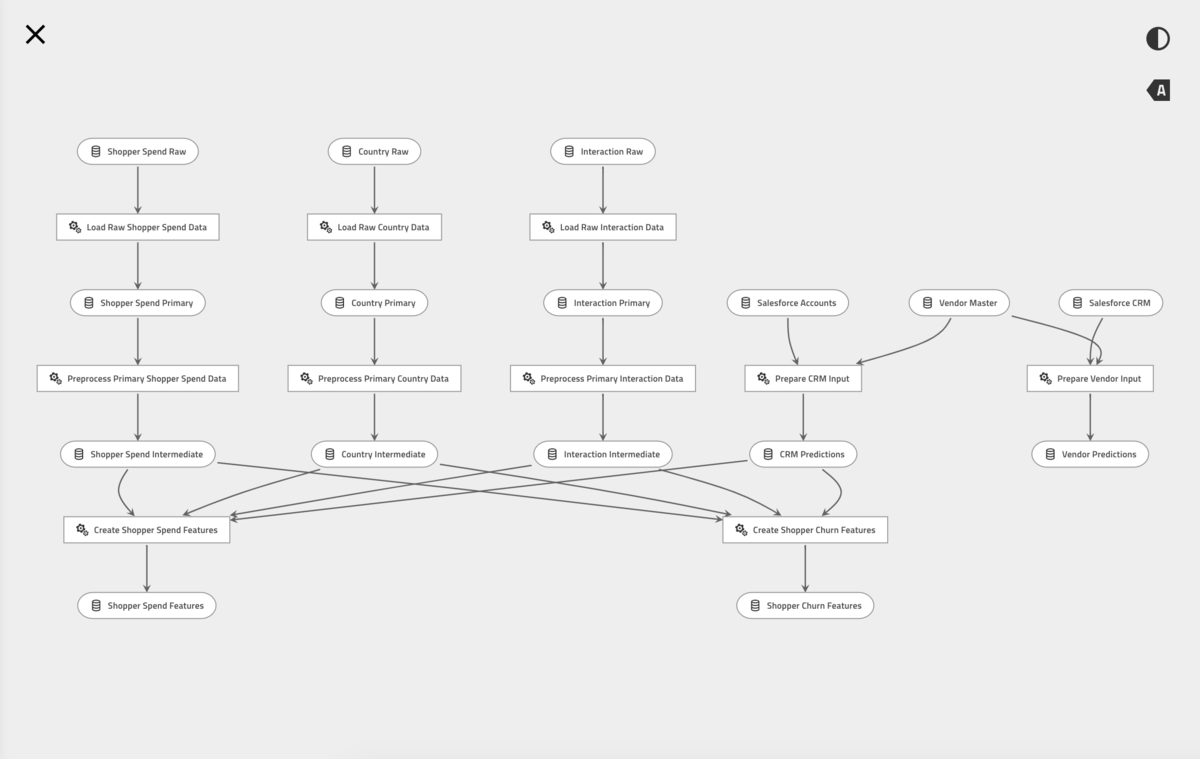 A
Shopper Spend Raw
Country Raw
Interaction Raw
Load Raw Shopper Spend Data
Load Raw Country Data
Load Raw Interaction Data
Shopper Spend Primary
Country Primary
Interaction Primary
Salesforce Accounts
Vendor Master
Salesforce CRM
Preprocess Primary Shopper Spend Data
Preprocess Primary Country Data
Preprocess Primary Interaction Data
Prepare CRM Input
Prepare Vendor Input
Shopper Spend Intermediate
Country Intermediate
Interaction Intermediate
CRM Predictions
Vendor Predictions
Create Shopper Spend Features
Create Shopper Churn Features
Shopper Spend Features
Shopper Churn Features